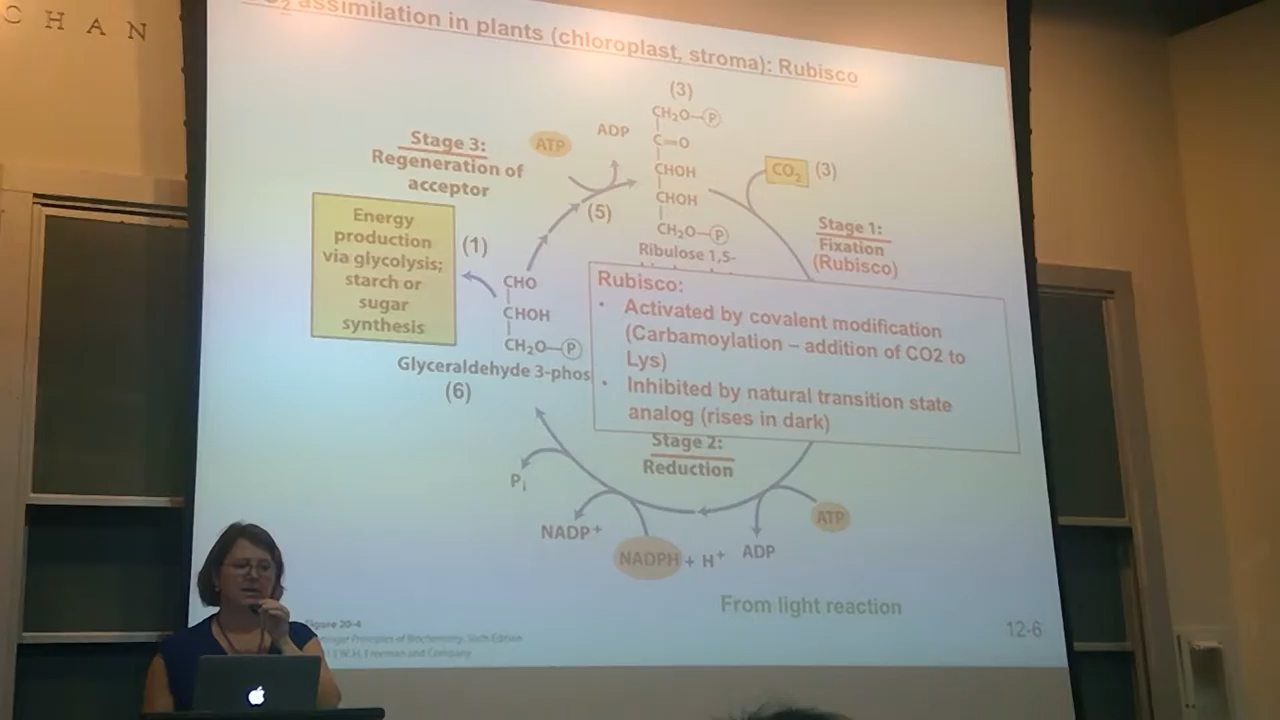 C H A N
assimilation in plants (chloroplast, stroma): Rubisco
(3)
CH₂O—P
C=O
CHOH
CHOH
CH₂O—P
Ribulose 1,5-
ATP
ADP
CO₂ (3)
Stage 3:
Regeneration of
acceptor
(5)
Stage 1:
Fixation
(Rubisco)
Energy
production
via glycolysis;
starch or
sugar
synthesis
(1)
CHO
CHOH
CH₂O—P
Glyceraldehyde 3-phos
(6)
Rubisco:
• Activated by covalent modification
(Carbamoylation – addition of CO2 to
Lys)
• Inhibited by natural transition state
analog (rises in dark)
Stage 2:
Reduction
Pᵢ
NADP⁺
NADPH + H⁺
ADP
ATP
From light reaction
12-6
Figure 20-4
Principles of Biochemistry, Sixth Edition
W.H. Freeman and Company